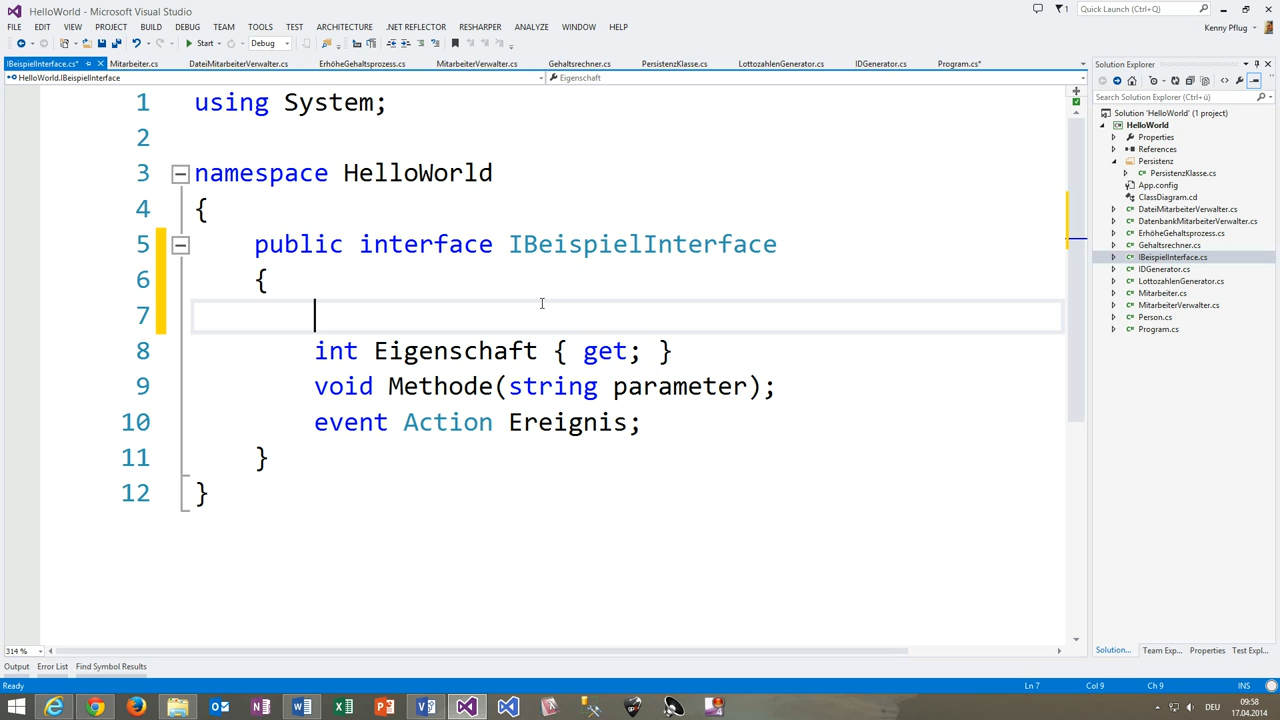 HelloWorld - Microsoft Visual Studio
1
Quick Launch (Ctrl+Q)
FILE EDIT VIEW PROJECT BUILD DEBUG TEAM TOOLS TEST ARCHITECTURE .NET REFLECTOR RESHARPER ANALYZE WINDOW HELP
Kenny Pflug
Start Debug
IBeispielInterface.cs* Mitarbeiter.cs DateiMitarbeiterVerwalter.cs ErhöheGehaltsprozess.cs MitarbeiterVerwalter.cs Gehaltsrechner.cs PersistenzKlasse.cs LottozahlenGenerator.cs IDGenerator.cs Program.cs*
HelloWorld.IBeispielInterface Eigenschaft
1 using System;
2
3 namespace HelloWorld
4 {
5 public interface IBeispielInterface
6 {
7
8 int Eigenschaft { get; }
9 void Methode(string parameter);
10 event Action Ereignis;
11 }
12 }
314 %
Solution Explorer
Search Solution Explorer (Ctrl+ü)
Solution 'HelloWorld' (1 project)
HelloWorld
Properties
References
Persistenz
PersistenzKlasse.cs
App.config
ClassDiagram.cd
DateiMitarbeiterVerwalter.cs
DatenbankMitarbeiterVerwalter.cs
ErhöheGehaltsprozess.cs
Gehaltsrechner.cs
IBeispielInterface.cs
IDGenerator.cs
LottozahlenGenerator.cs
Mitarbeiter.cs
MitarbeiterVerwalter.cs
Person.cs
Program.cs
Solution... Team Exp... Properties Test Expl...
Output Error List Find Symbol Results
Ready Ln 7 Col 9 Ch 9 INS
DEU
09:58
17.04.2014